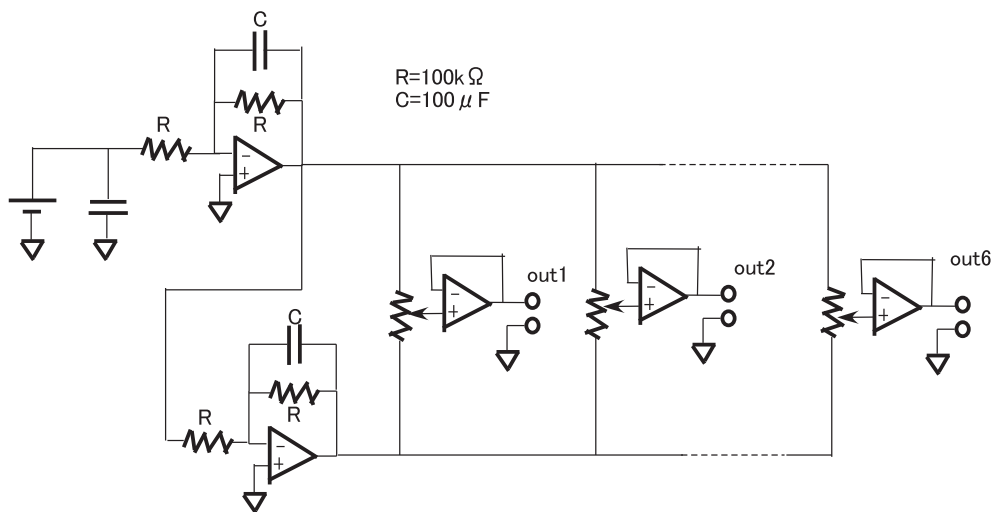 C
R=100kΩ
C=100μF
R
R
−
+
out1
out2
out6
−
+
−
+
−
+
C
R
R
−
+